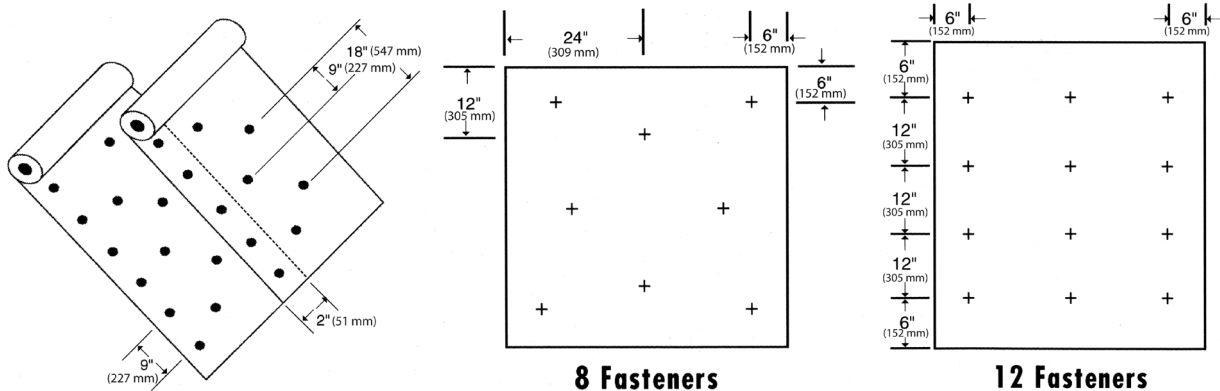 18" (547 mm)
9" (227 mm)
2" (51 mm)
9"
(227 mm)
24"
(309 mm)
6"
(152 mm)
12"
(305 mm)
6"
(152 mm)
8 Fasteners
6"
(152 mm)
6"
(152 mm)
6"
(152 mm)
12"
(305 mm)
12"
(305 mm)
12"
(305 mm)
6"
(152 mm)
12 Fasteners